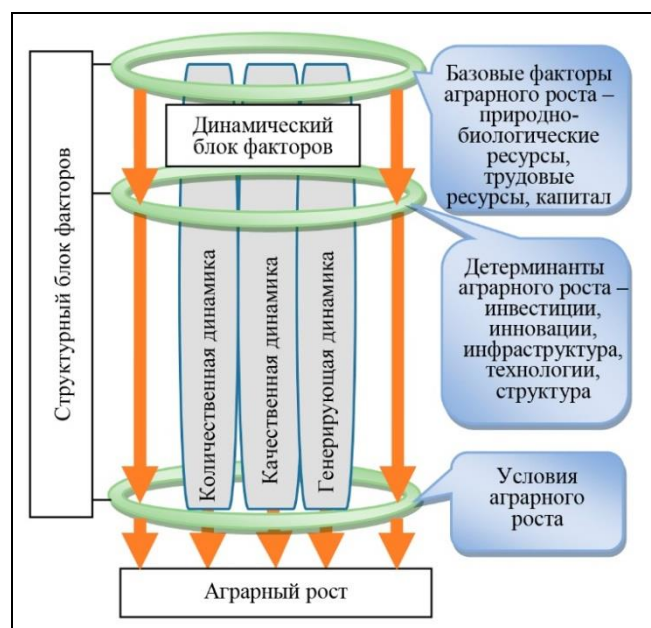 Структурный блок факторов
Динамический
блок факторов
Количественная динамика
Качественная динамика
Генерирующая динамика
Базовые факторы
аграрного роста –
природно-
биологические
ресурсы,
трудовые
ресурсы, капитал
Детерминанты
аграрного роста –
инвестиции,
инновации,
инфраструктура,
технологии,
структура
Условия
аграрного
роста
Аграрный рост